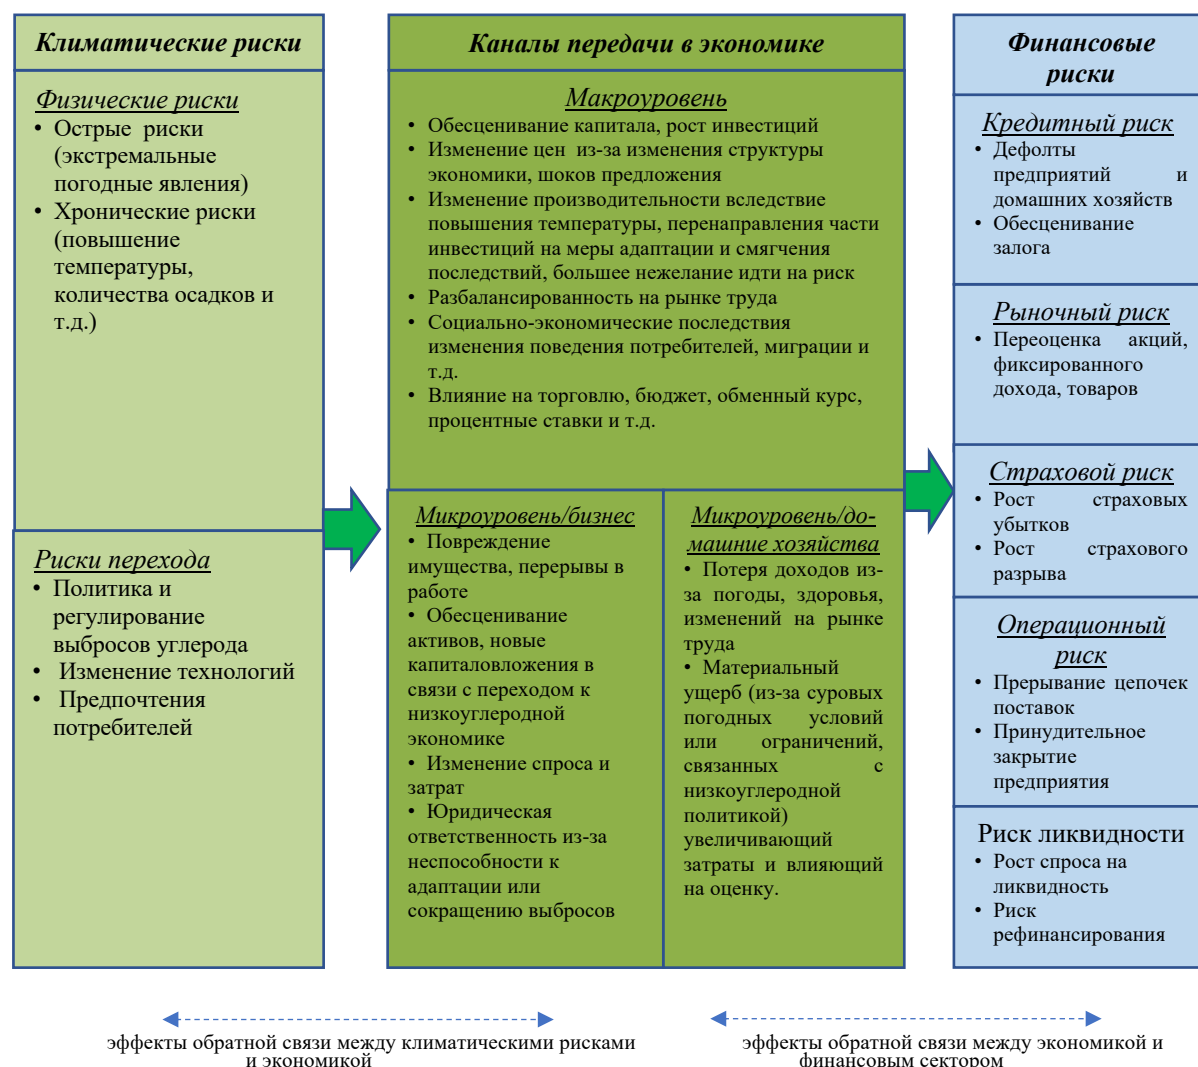 Климатические риски
Физические риски
• Острые риски
(экстремальные
погодные явления)
• Хронические риски
(повышение
температуры,
количества осадков и
т.д.)
Риски перехода
• Политика и
регулирование
выбросов углерода
• Изменение технологий
• Предпочтения
потребителей
Каналы передачи в экономике
Макроуровень
• Обесценивание капитала, рост инвестиций
• Изменение цен из-за изменения структуры
экономики, шоков предложения
• Изменение производительности вследствие
повышения температуры, перенаправления части
инвестиций на меры адаптации и смягчения
последствий, большее нежелание идти на риск
• Разбалансированность на рынке труда
• Социально-экономические последствия
изменения поведения потребителей, миграции и
т.д.
• Влияние на торговлю, бюджет, обменный курс,
процентные ставки и т.д.
Микроуровень/бизнес
• Повреждение
имущества, перерывы в
работе
• Обесценивание
активов, новые
капиталовложения в
связи с переходом к
низкоуглеродной
экономике
• Изменение спроса и
затрат
• Юридическая
ответственность из-за
неспособности к
адаптации или
сокращению выбросов
Микроуровень/до-
машние хозяйства
• Потеря доходов из-
за погоды, здоровья,
изменений на рынке
труда
• Материальный
ущерб (из-за суровых
погодных условий
или ограничений,
связанных с
низкоуглеродной
политикой)
увеличивающий
затраты и влияющий
на оценку.
Финансовые
риски
Кредитный риск
• Дефолты
предприятий и
домашних хозяйств
• Обесценивание
залога
Рыночный риск
• Переоценка акций,
фиксированного
дохода, товаров
Страховой риск
• Рост страховых
убытков
• Рост страхового
разрыва
Операционный
риск
• Прерывание цепочек
поставок
• Принудительное
закрытие
предприятия
Риск ликвидности
• Рост спроса на
ликвидность
• Риск
рефинансирования
эффекты обратной связи между климатическими рисками
и экономикой
эффекты обратной связи между экономикой и
финансовым сектором